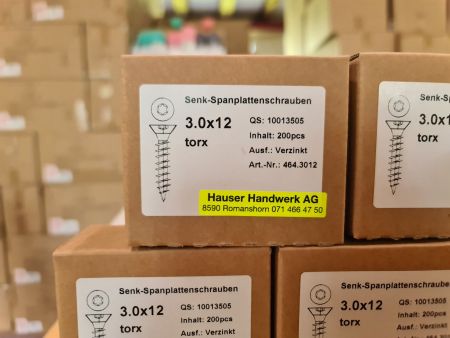 Senk-Spanplattenschrauben
3.0x12
torx
QS: 10013505
Inhalt: 200pcs
Ausf.: Verzinkt
Art.-Nr.: 464.3012
Hauser Handwerk AG
8590 Romanshorn 071 466 47 50
Senk-Spa
3.0x1
torx
Senk-Spanplattenschrauben
3.0x12
torx
QS: 10013505
Inhalt: 200pcs
Ausf.: Verzinkt
Senk-Spanplattenschrauben
3.0x12
torx
QS: 10013505
Inhalt: 200pcs
Ausf.: Verzinkt